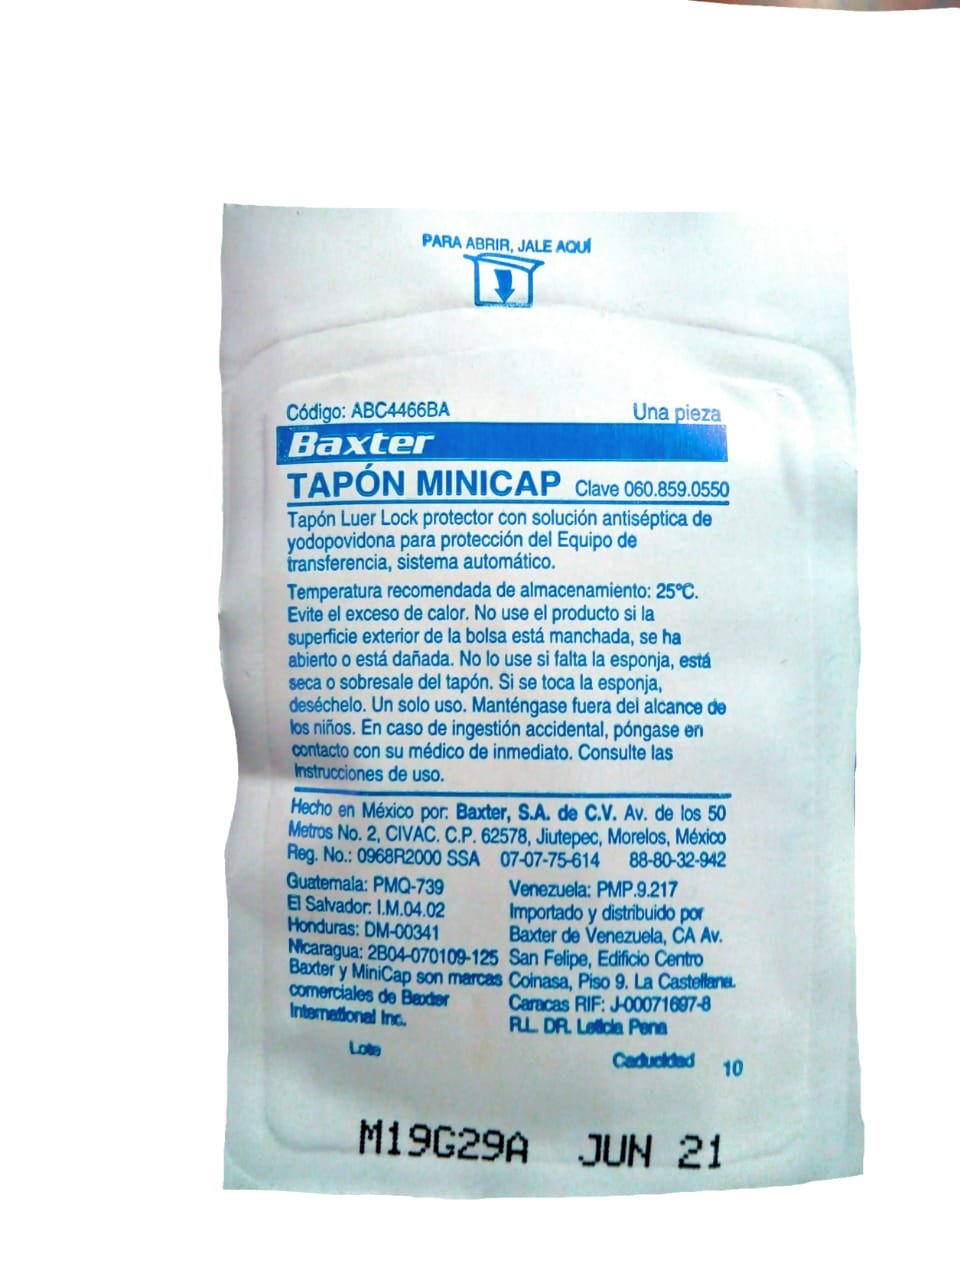 PARA ABRIR, JALE AQUÍ
Código: ABC4466BA Una pieza
Baxter
TAPÓN MINICAP Clave 060.859.0550
Tapón Luer Lock protector con solución antiséptica de
yodopovidona para protección del Equipo de
transferencia, sistema automático.
Temperatura recomendada de almacenamiento: 25°C.
Evite el exceso de calor. No use el producto si la
superficie exterior de la bolsa está manchada, se ha
abierto o está dañada. No lo use si falta la esponja, está
seca o sobresale del tapón. Si se toca la esponja,
deséchelo. Un solo uso. Manténgase fuera del alcance de
los niños. En caso de ingestión accidental, póngase en
contacto con su médico de inmediato. Consulte las
Instrucciones de uso.
Hecho en México por: Baxter, S.A. de C.V. Av. de los 50
Metros No. 2, CIVAC. C.P. 62578, Jiutepec, Morelos, México
Reg. No.: 0968R2000 SSA 07-07-75-614 88-80-32-942
Guatemala: PMQ-739
El Salvador: I.M.04.02
Honduras: DM-00341
Nicaragua: 2B04-070109-125
Baxter y MiniCap son marcas
comerciales de Baxter
International Inc.
Venezuela: PMP.9.217
Importado y distribuido por
Baxter de Venezuela, CA Av.
San Felipe, Edificio Centro
Coinasa, Piso 9. La Castellana.
Caracas RIF: J-00071697-8
R.L. DR. Leticia Pena
Lote
Caducidad 10
M19G29A JUN 21